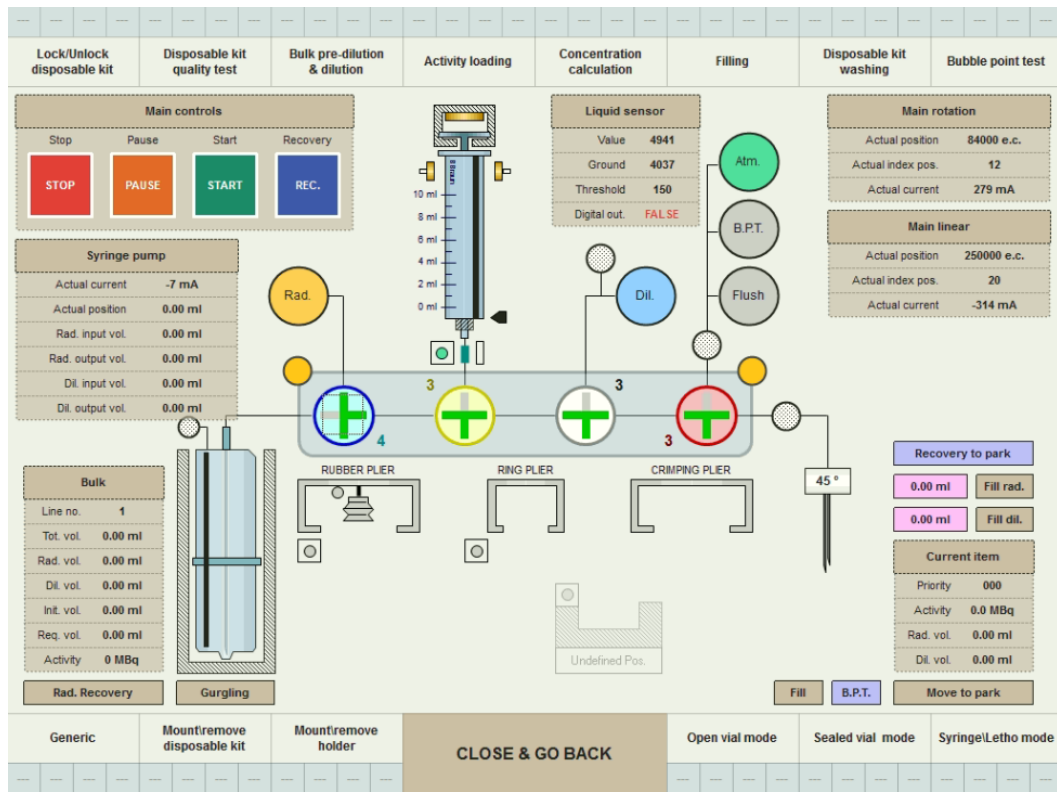 Lock/Unlock
disposable kit
Disposable kit
quality test
Bulk pre-dilution
& dilution
Activity loading
Concentration
calculation
Filling
Disposable kit
washing
Bubble point test
Main controls
Stop Pause Start Recovery
STOP PAUSE START REC.
Syringe pump
Actual current -7 mA
Actual position 0.00 ml
Rad. input vol. 0.00 ml
Rad. output vol. 0.00 ml
Dil. input vol. 0.00 ml
Dil. output vol. 0.00 ml
B Braun
10 ml
8 ml
6 ml
4 ml
2 ml
0 ml
Liquid sensor
Value 4941
Ground 4037
Threshold 150
Digital out. FALSE
Atm.
B.P.T.
Flush
Rad.
Dil.
Main rotation
Actual position 84000 e.c.
Actual index pos. 12
Actual current 279 mA
Main linear
Actual position 250000 e.c.
Actual index pos. 20
Actual current -314 mA
3
3
4
3
RUBBER PLIER
RING PLIER
CRIMPING PLIER
45 °
Bulk
Line no. 1
Tot. vol. 0.00 ml
Rad. vol. 0.00 ml
Dil. vol. 0.00 ml
Init. vol. 0.00 ml
Req. vol. 0.00 ml
Activity 0 MBq
Rad. Recovery
Gurgling
Undefined Pos.
Recovery to park
0.00 ml Fill rad.
0.00 ml Fill dil.
Current item
Priority 000
Activity 0.0 MBq
Rad. vol. 0.00 ml
Dil. vol. 0.00 ml
Fill
B.P.T.
Move to park
Generic
Mount\remove
disposable kit
Mount\remove
holder
CLOSE & GO BACK
Open vial mode
Sealed vial mode
Syringe\Letho mode